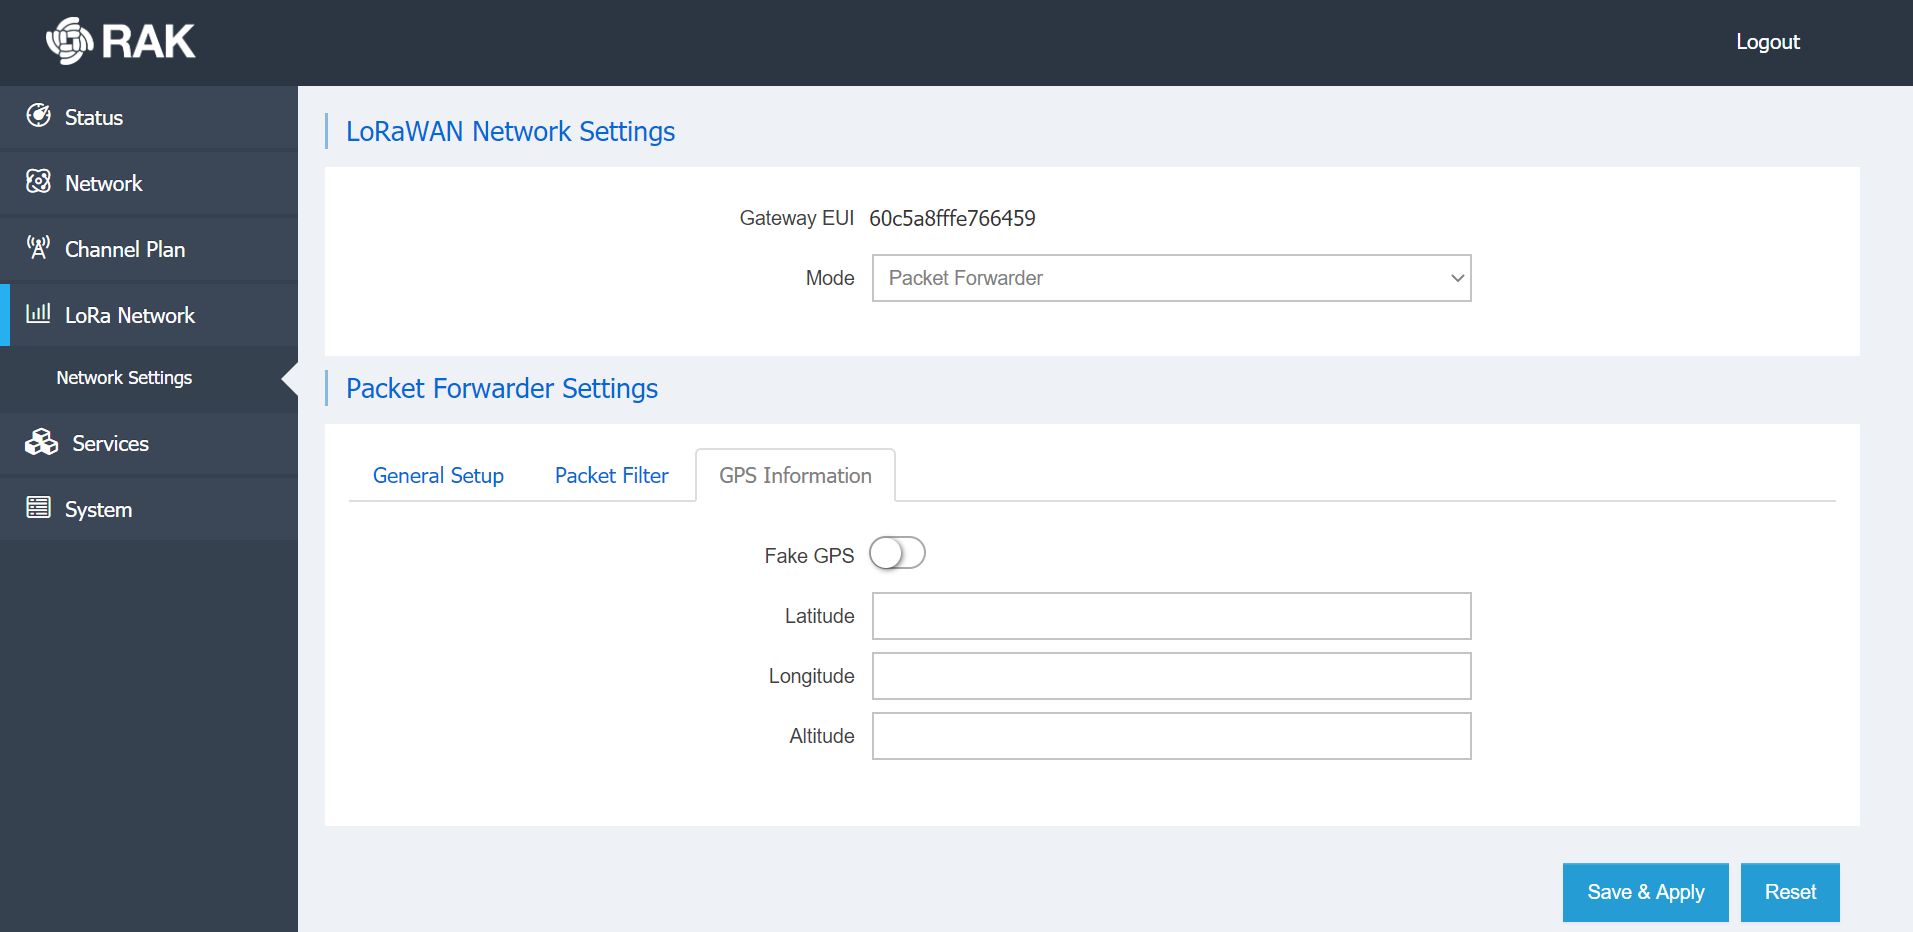 RAK
Logout
Status
Network
Channel Plan
LoRa Network
Network Settings
Services
System
LoRaWAN Network Settings
Gateway EUI 60c5a8fffe766459
Mode Packet Forwarder
Packet Forwarder Settings
General Setup Packet Filter GPS Information
Fake GPS
Latitude
Longitude
Altitude
Save & Apply Reset